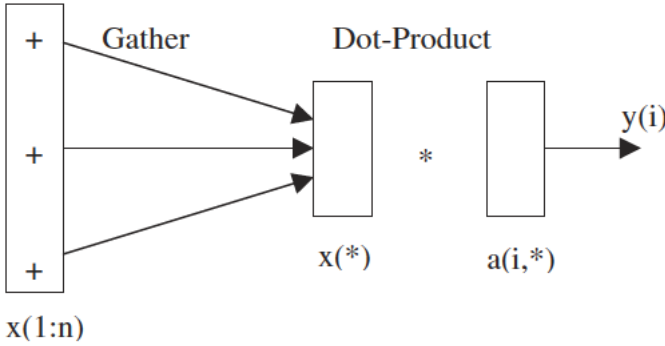 Gather
Dot-Product
+
+
+
*
y(i)
x(*)
a(i,*)
x(1:n)